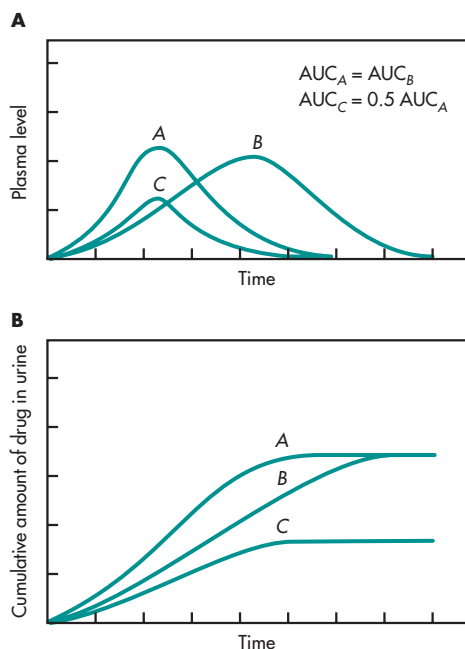 A
AUC_A = AUC_B
AUC_C = 0.5 AUC_A
Plasma level
A
B
C
Time
B
Cumulative amount of drug in urine
A
B
C
Time